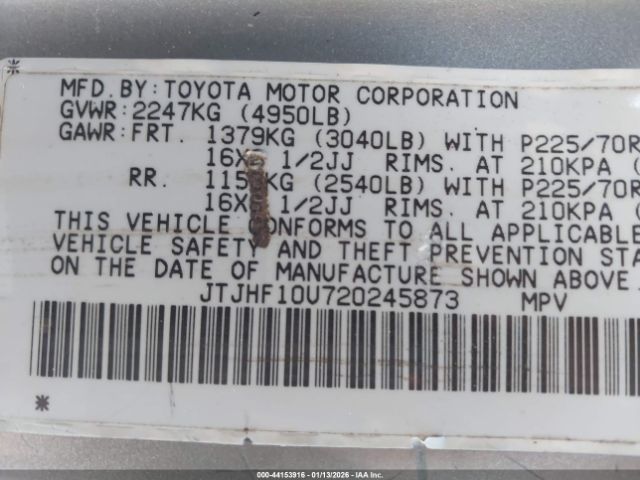 MFD.BY:TOYOTA MOTOR CORPORATION
GVWR:2247KG (4950LB)
GAWR:FRT. 1379KG (3040LB) WITH P225/70R
16X 1/2JJ RIMS. AT 210KPA (
RR. KG (2540LB) WITH P225/70R
16X 1/2JJ RIMS. AT 210KPA (
THIS VEHICLE CONFORMS TO ALL APPLICABLE
VEHICLE SAFETY AND THEFT PREVENTION STA
ON THE DATE OF MANUFACTURE SHOWN ABOVE.
JTJHF10U720245873 MPV
000-44153916 - 01/13/2026 - IAA Inc.